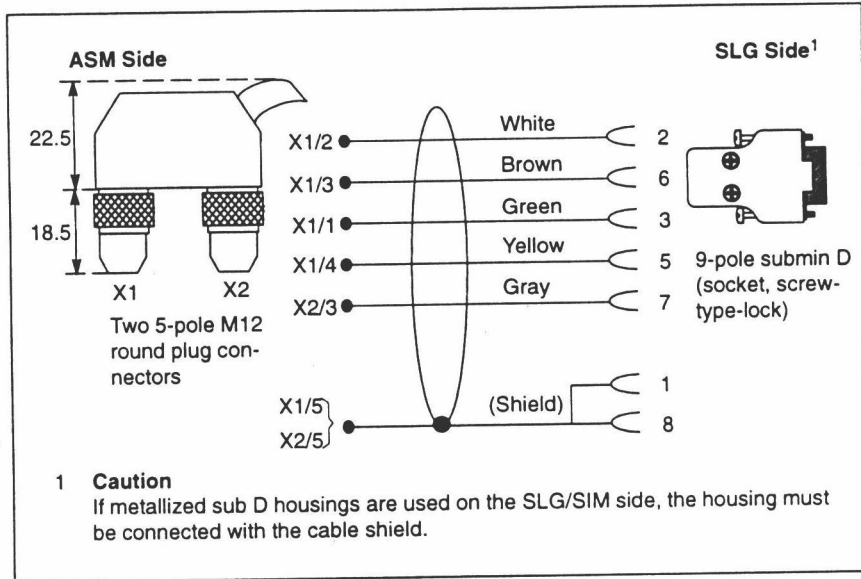 ASM Side
SLG Side1
22.5
18.5
X1
X2
Two 5-pole M12
round plug con-
nectors
X1/2 White 2
X1/3 Brown 6
X1/1 Green 3
X1/4 Yellow 5
X2/3 Gray 7
1
X1/5
X2/5
(Shield) 8
9-pole submin D
(socket, screw-
type-lock)
1 Caution
If metallized sub D housings are used on the SLG/SIM side, the housing must
be connected with the cable shield.